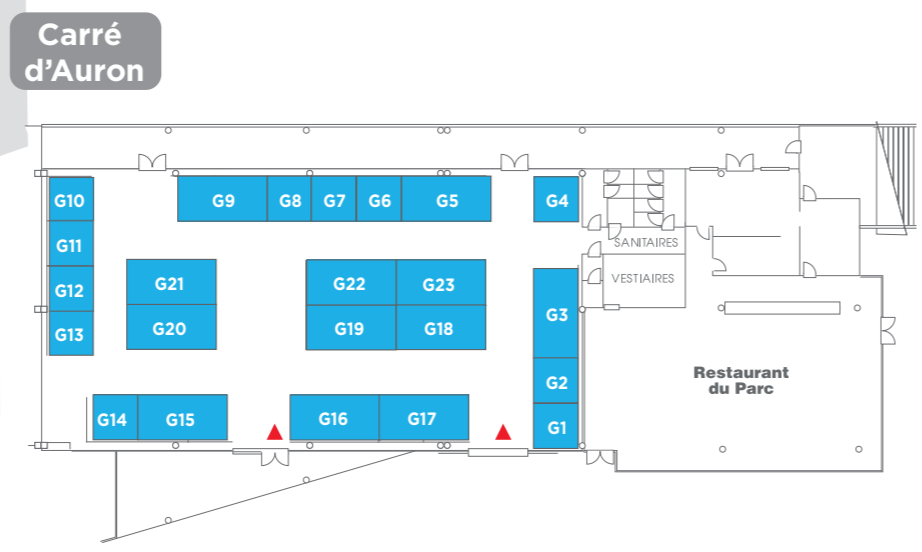 Carré
d'Auron
G10
G9
G8
G7
G6
G5
G4
G11
SANITAIRES
G21
G22
G23
VESTIAIRES
G12
G3
G20
G19
G18
G13
Restaurant
du Parc
G2
G14
G15
G16
G17
G1